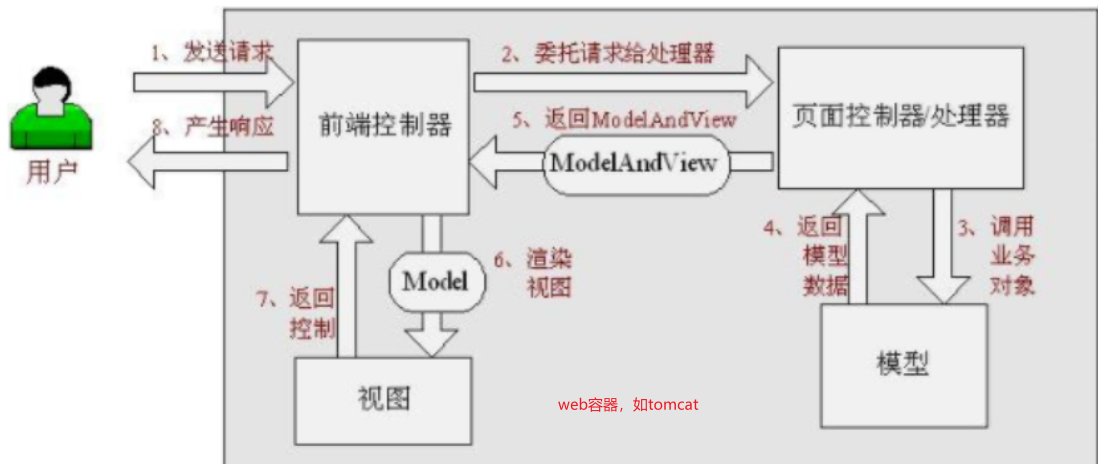 1、发送请求
2、委托请求给处理器
8、产生响应
前端控制器
5、返回ModelAndView
ModelAndView
页面控制器/处理器
用户
4、返回
模型
数据
3、调用
业务
对象
6、渲染
视图
Model
7、返回
控制
视图
模型
web容器，如tomcat